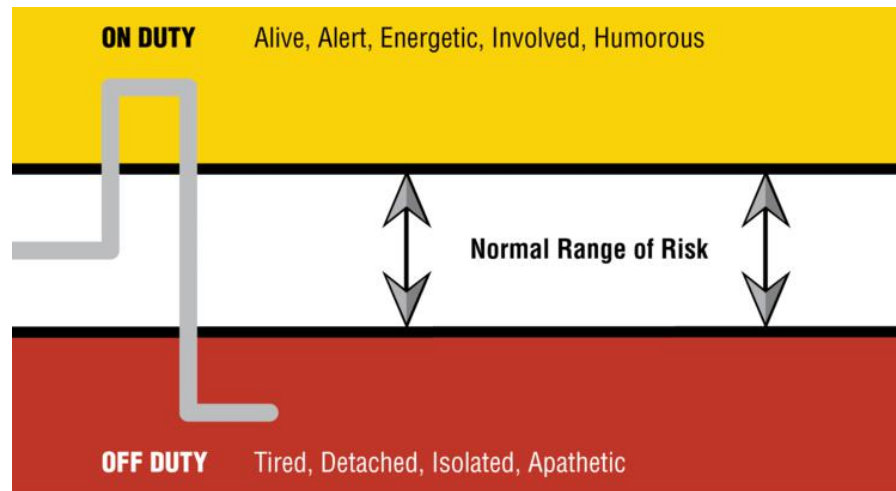 ON DUTY Alive, Alert, Energetic, Involved, Humorous
Normal Range of Risk
OFF DUTY Tired, Detached, Isolated, Apathetic